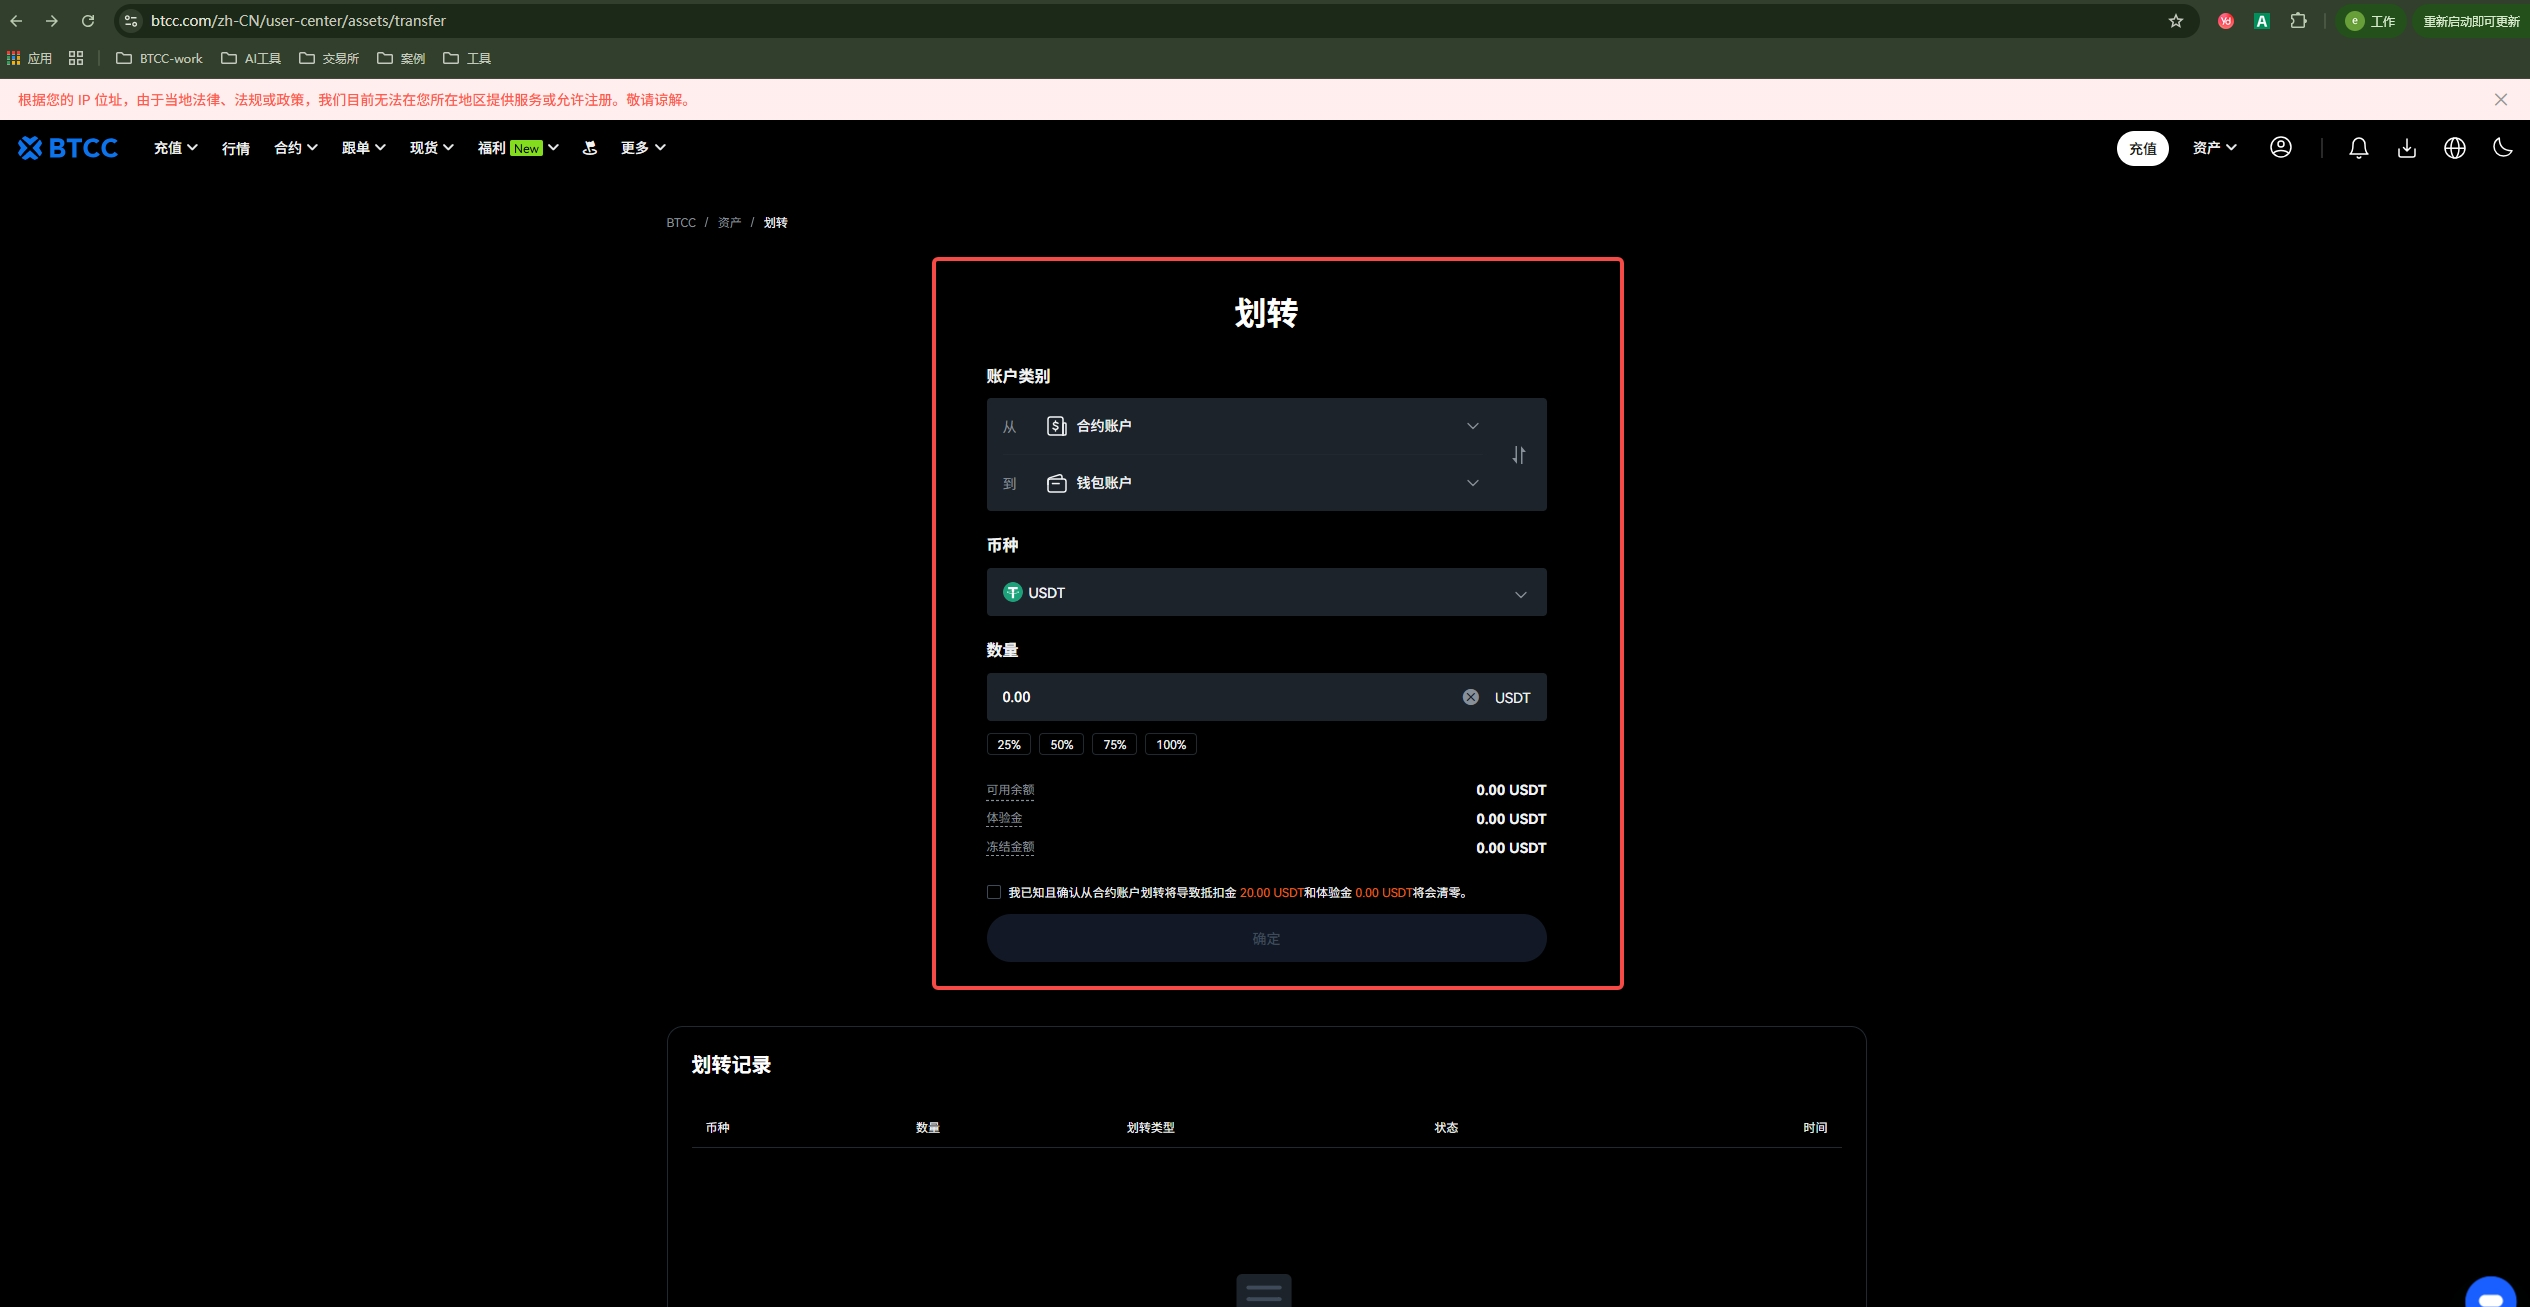 btcc.com/zh-CN/user-center/assets/transfer
工作
重新启动即可更新
应用
BTCC-work
AI工具
交易所
案例
工具
根据您的 IP 位址，由于当地法律、法规或政策，我们目前无法在您所在地区提供服务或允许注册。敬请谅解。
BTCC 充值 行情 合约 跟单 现货 福利 New 更多 充值 资产
BTCC / 资产 / 划转
划转
账户类别
从 合约账户
到 钱包账户
币种
USDT
数量
0.00 USDT
25% 50% 75% 100%
可用余额 0.00 USDT
体验金 0.00 USDT
冻结金额 0.00 USDT
我已知且确认从合约账户划转将导致抵扣金 20.00 USDT和体验金 0.00 USDT将会清零。
确定
划转记录
币种 数量 划转类型 状态 时间